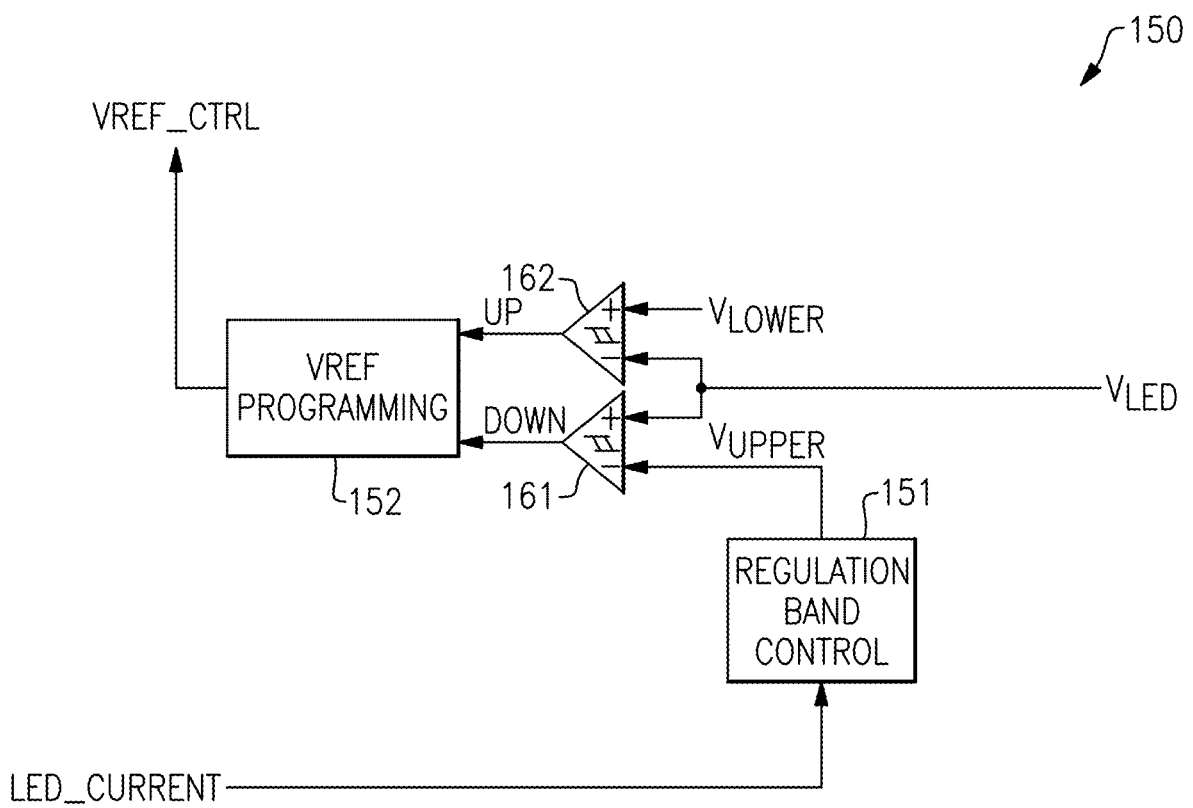 150
VREF_CTRL
162
UP
+
−
VLOWER
VREF
PROGRAMMING
VLED
DOWN
+
−
VUPPER
152
161
151
REGULATION
BAND
CONTROL
LED_CURRENT